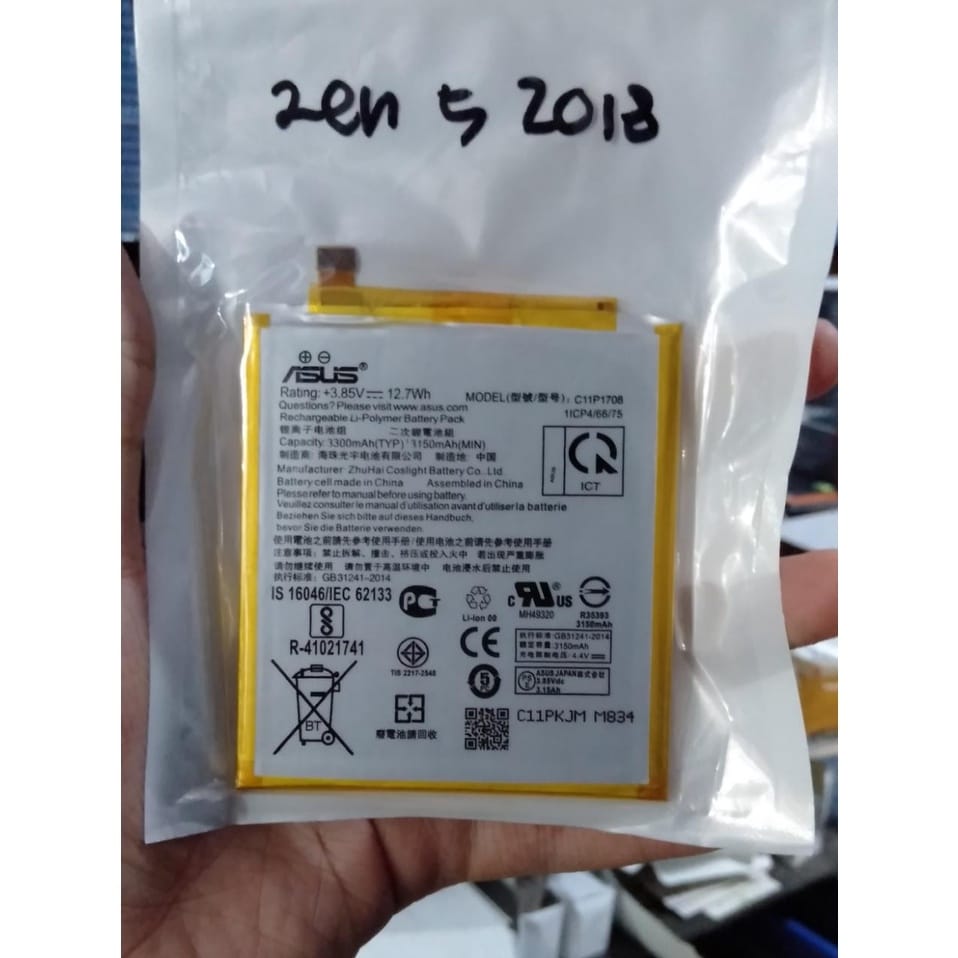 zen 5 2018
ASUS®
Rating: +3.85V⎓ 12.7Wh
MODEL(型號/型号): C11P1708
Questions? Please visit www.asus.com
1ICP4/66/75
Rechargeable Li-Polymer Battery Pack
锂离子电池组 二次鋰電池組
Capacity: 3300mAh(TYP) 3150mAh(MIN)
制造商: 海珠光宇电池有限公司 制造地: 中国
Manufacturer: ZhuHai Coslight Battery Co., Ltd.
Battery cell made in China Assembled in China
Please refer to manual before using battery.
Veuillez consulter le manual d'utilisation avant d'utiliser la batterie
Beziehen Sie sich bitte auf dieses Handbuch,
bevor Sie die Batterie verwenden.
ICT
使用電池之前請先參考使用手冊/使用电池之前请先参考使用手册
注意事项: 禁止拆解、撞击、挤压或投入火中 若出现严重膨胀
请勿继续使用 请勿置于高温环境中 电池浸水后禁止使用
执行标准: GB31241-2014
IS 16046/IEC 62133
R-41021741
Li-ion 00
c RU US
MH49320
R35393
3150mAh
TIS 2217-2548
CE
执行标准: GB31241-2014
额定容量: 3150mAh
充电限制电压: 4.4V⎓
5
PS E
ASUS JAPAN株式会社
3.85Vdc
3.15Ah
BT
廢電池請回收
C11PKJM M834